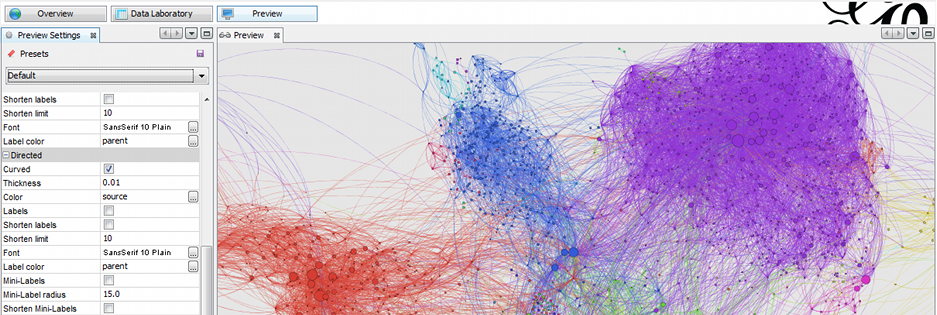 Overview Data Laboratory Preview
Preview Settings
Preview
Presets
Default
Shorten labels
Shorten limit 10
Font SansSerif 10 Plain ...
Label color parent ...
Directed
Curved
Thickness 0.01
Color source ...
Labels
Shorten labels
Shorten limit 10
Font SansSerif 10 Plain ...
Label color parent ...
Mini-Labels
Mini-Label radius 15.0
Shorten Mini-Labels